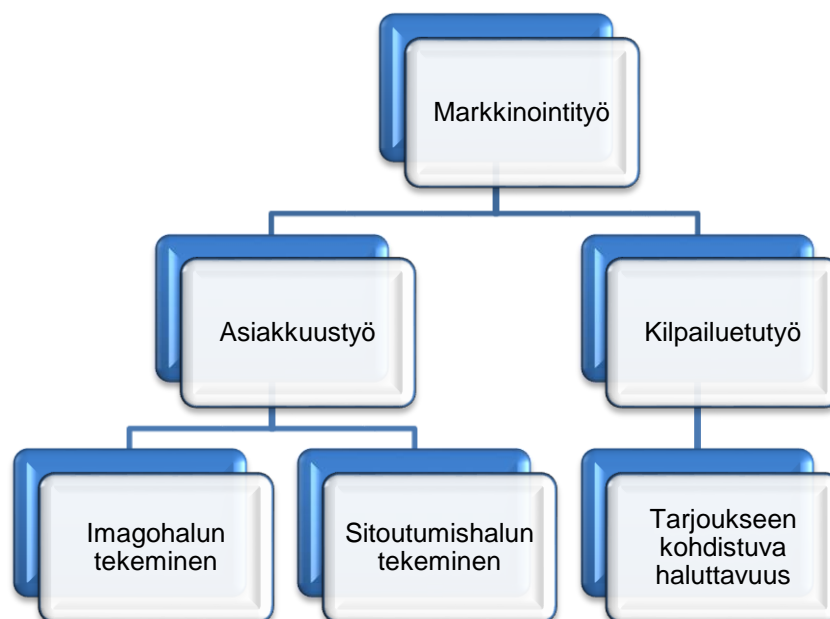 Markkinointityö
Asiakkuustyö
Kilpailuetutyö
Imagohalun
tekeminen
Sitoutumishalun
tekeminen
Tarjoukseen
kohdistuva
haluttavuus